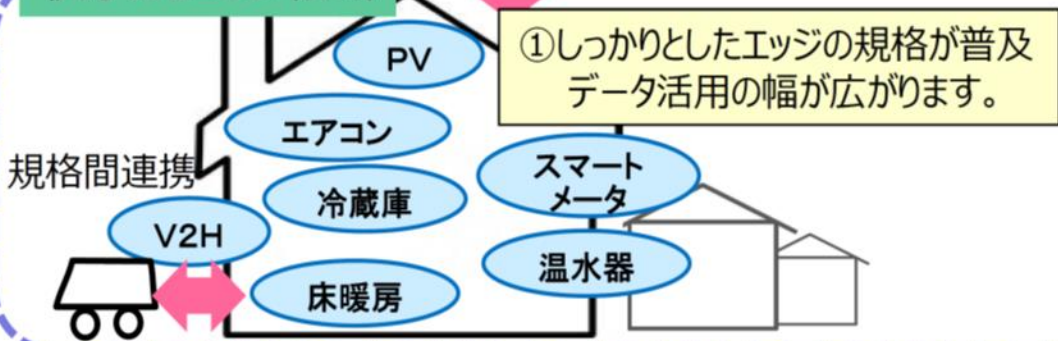 PV
①しっかりとしたエッジの規格が普及
データ活用の幅が広がります。
エアコン
規格間連携
スマート
メータ
冷蔵庫
V2H
温水器
床暖房